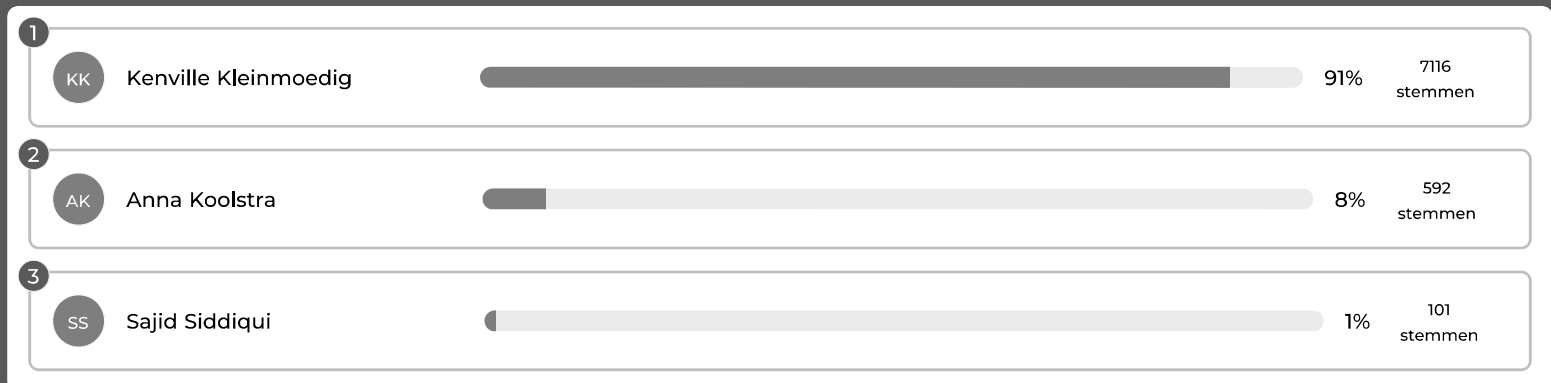 1
KK
Kenville Kleinmoedig
91%
7116
stemmen
2
AK
Anna Koolstra
8%
592
stemmen
3
SS
Sajid Siddiqui
1%
101
stemmen